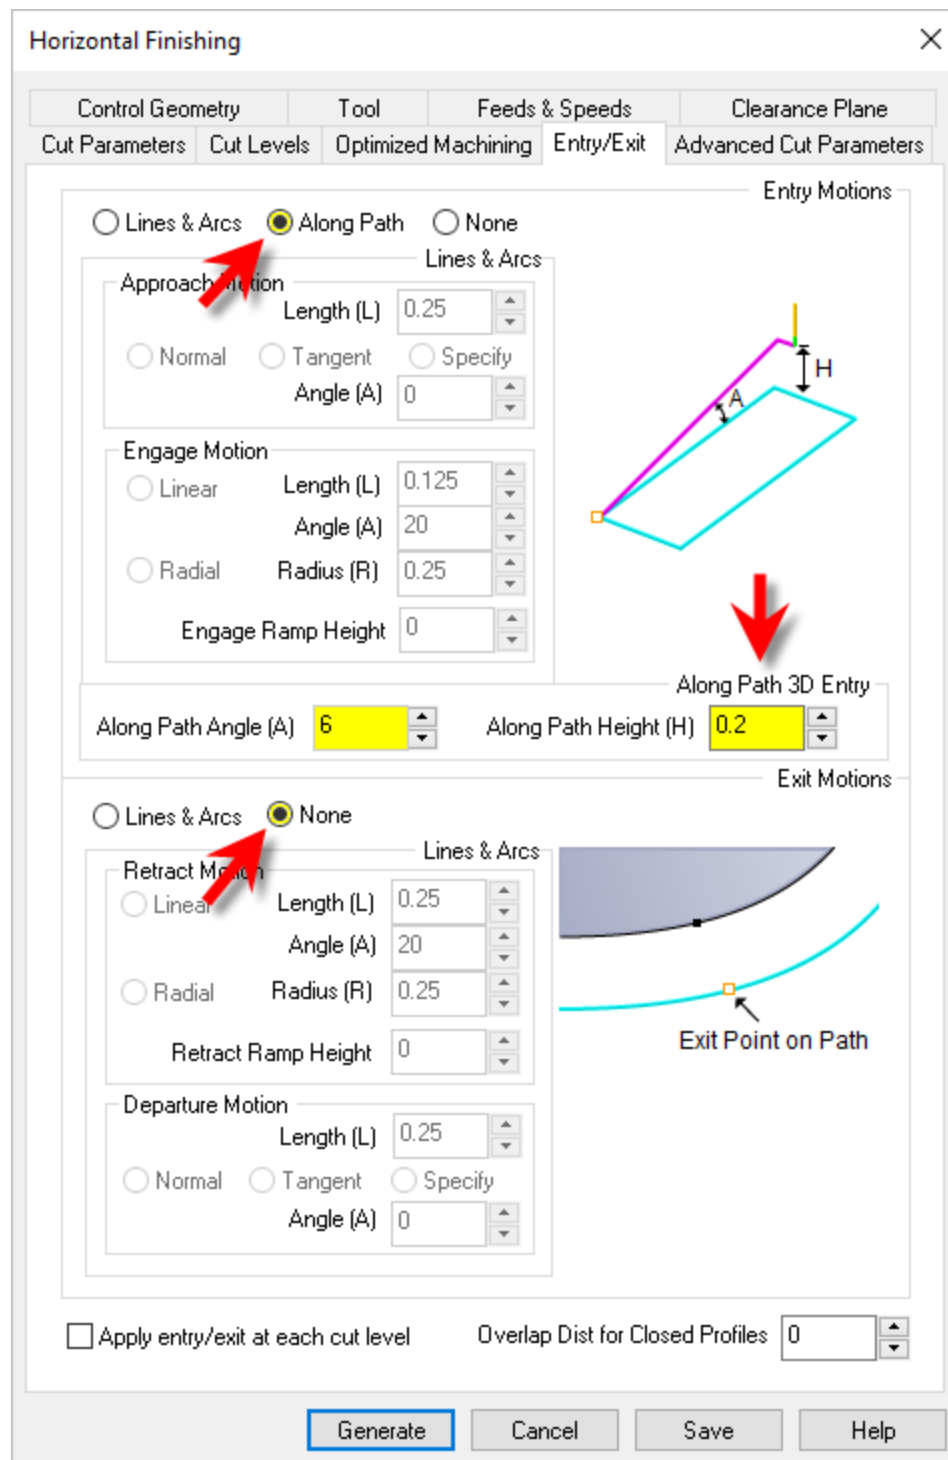 Horizontal Finishing
Control Geometry Tool Feeds & Speeds Clearance Plane
Cut Parameters Cut Levels Optimized Machining Entry/Exit Advanced Cut Parameters
Entry Motions
Lines & Arcs Along Path None
Lines & Arcs
Approach Motion
Length (L) 0.25
Normal Tangent Specify
Angle (A) 0
H
A
Engage Motion
Linear Length (L) 0.125
Angle (A) 20
Radial Radius (R) 0.25
Engage Ramp Height 0
Along Path 3D Entry
Along Path Angle (A) 6 Along Path Height (H) 0.2
Exit Motions
Lines & Arcs None
Lines & Arcs
Retract Motion
Linear Length (L) 0.25
Angle (A) 20
Radial Radius (R) 0.25
Retract Ramp Height 0
Exit Point on Path
Departure Motion
Length (L) 0.25
Normal Tangent Specify
Angle (A) 0
Apply entry/exit at each cut level Overlap Dist for Closed Profiles 0
Generate Cancel Save Help